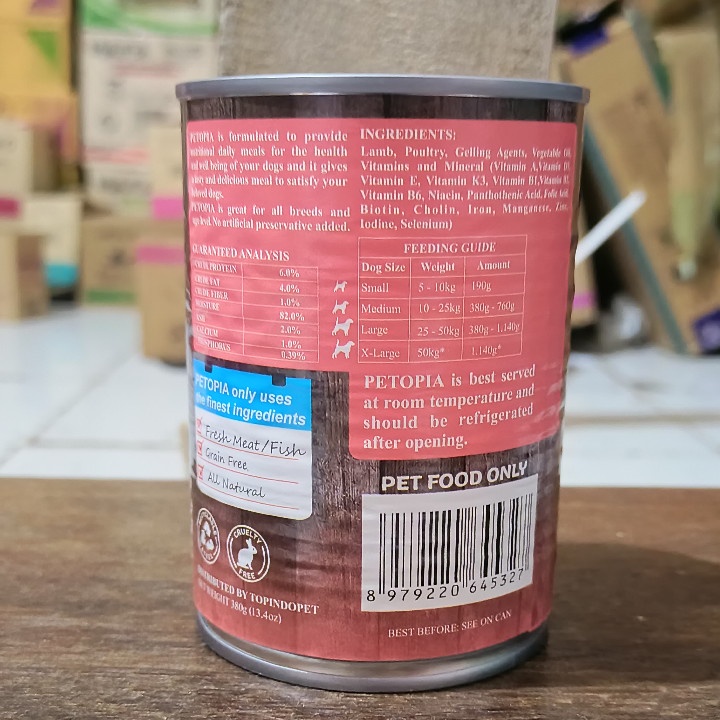 PETOPIA is formulated to provide
nutritional daily meals for the health
and well being of your dogs and it gives
a tasty and delicious meal to satisfy your
beloved dogs.
PETOPIA is great for all breeds and
ages level. No artificial preservative added.
GUARANTEED ANALYSIS
CRUDE PROTEIN 6.0%
CRUDE FAT 4.0%
CRUDE FIBER 1.0%
MOISTURE 82.0%
ASH 2.0%
CALCIUM 1.0%
PHOSPHORUS 0.39%
PETOPIA only uses
the finest ingredients
Fresh Meat/Fish
Grain Free
All Natural
CRUELTY
FREE
DISTRIBUTED BY TOPINDOPET
NET WEIGHT 380g (13.4oz)
INGREDIENTS:
Lamb, Poultry, Gelling Agents, Vegetable Oil,
Vitamins and Mineral (Vitamin A,Vitamin D,
Vitamin E, Vitamin K3, Vitamin B1,Vitamin B2,
Vitamin B6, Niacin, Panthothenic Acid, Folic Acid,
Biotin, Cholin, Iron, Manganese, Zinc,
Iodine, Selenium)
FEEDING GUIDE
Dog Size Weight Amount
Small 5 - 10kg 190g
Medium 10 - 25kg 380g - 760g
Large 25 - 50kg 380g - 1.140g
X-Large 50kg+ 1.140g+
PETOPIA is best served
at room temperature and
should be refrigerated
after opening.
PET FOOD ONLY
8 979220 645327
BEST BEFORE: SEE ON CAN